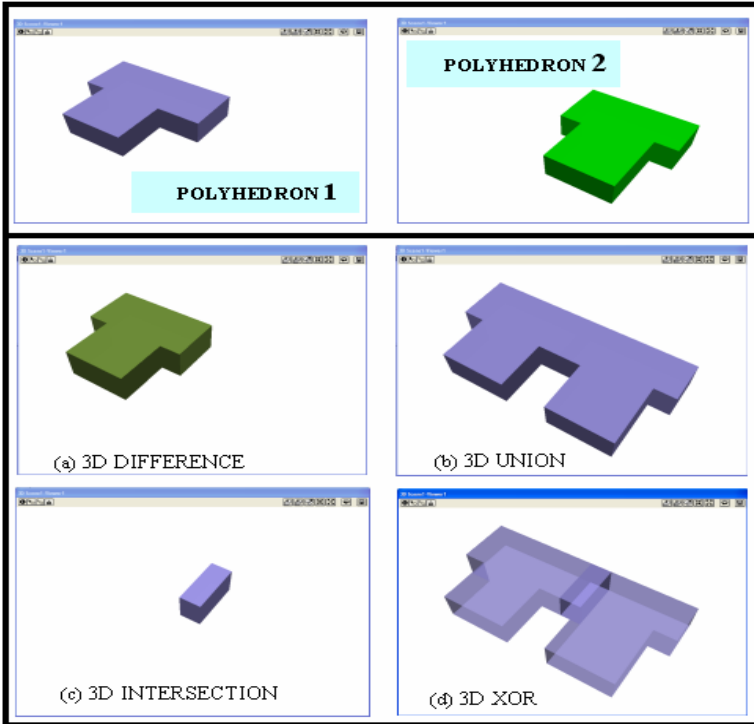 POLYHEDRON 2
POLYHEDRON 1
(a) 3D DIFFERENCE
(b) 3D UNION
(c) 3D INTERSECTION
(d) 3D XOR